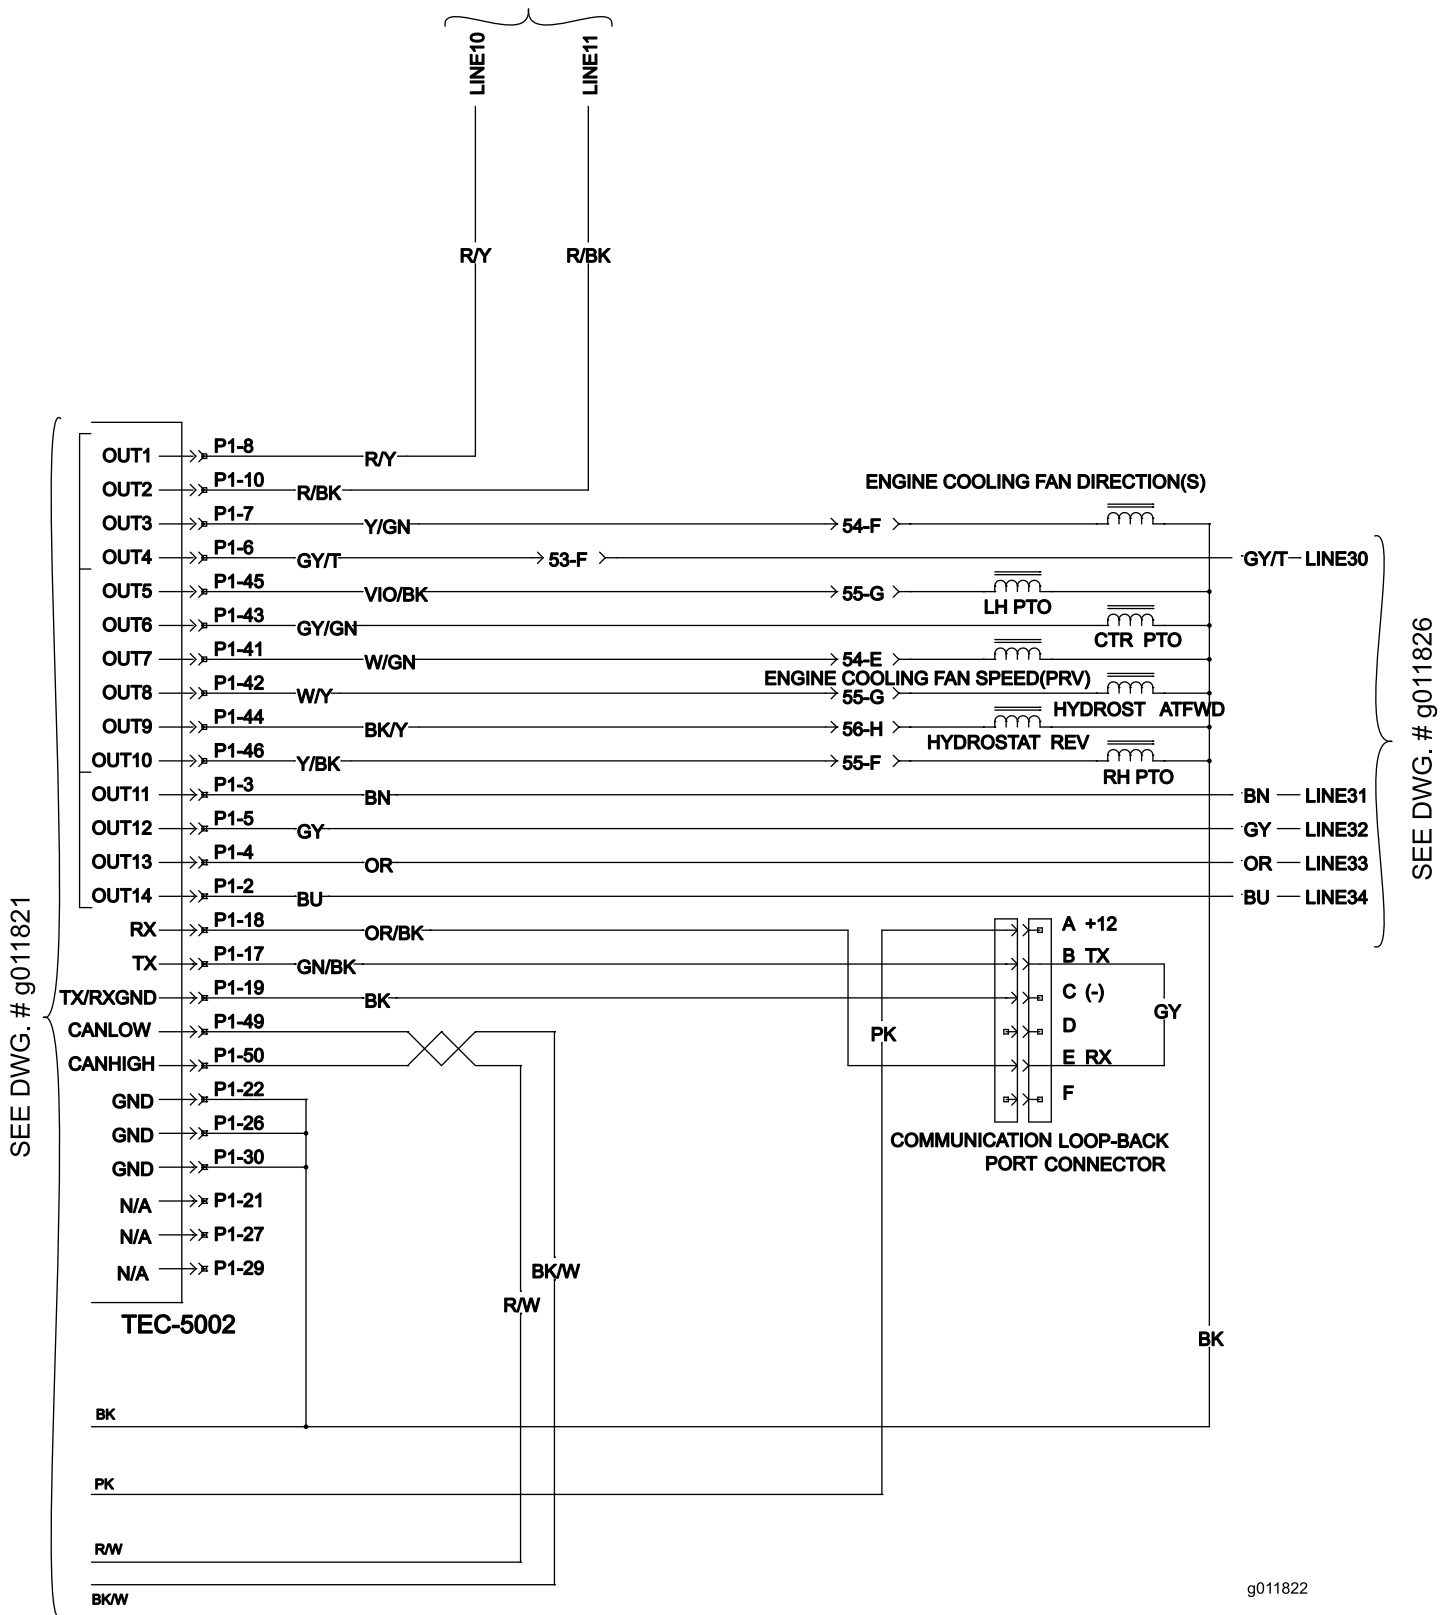 LINE10
LINE11
R/Y
R/BK
OUT1 P1-8 R/Y
OUT2 P1-10 R/BK
ENGINE COOLING FAN DIRECTION(S)
OUT3 P1-7 Y/GN 54-F
OUT4 P1-6 GY/T 53-F GY/T LINE30
OUT5 P1-45 VIO/BK 55-G
LH PTO
OUT6 P1-43 GY/GN
CTR PTO
OUT7 P1-41 W/GN 54-E
ENGINE COOLING FAN SPEED(PRV)
OUT8 P1-42 W/Y 55-G
HYDROST ATFWD
OUT9 P1-44 BK/Y 56-H
HYDROSTAT REV
OUT10 P1-46 Y/BK 55-F
RH PTO
OUT11 P1-3 BN BN LINE31
OUT12 P1-5 GY GY LINE32
OUT13 P1-4 OR OR LINE33
OUT14 P1-2 BU BU LINE34
RX P1-18 OR/BK A +12
TX P1-17 GN/BK B TX
TX/RXGND P1-19 BK C (-)
GY
CANLOW P1-49 PK D
CANHIGH P1-50 E RX
GND P1-22 F
GND P1-26
COMMUNICATION LOOP-BACK
PORT CONNECTOR
GND P1-30
N/A P1-21
N/A P1-27
N/A P1-29
BK/W
R/W
TEC-5002
BK
BK
PK
R/W
BK/W
SEE DWG. # g011821
SEE DWG. # g011826
g011822